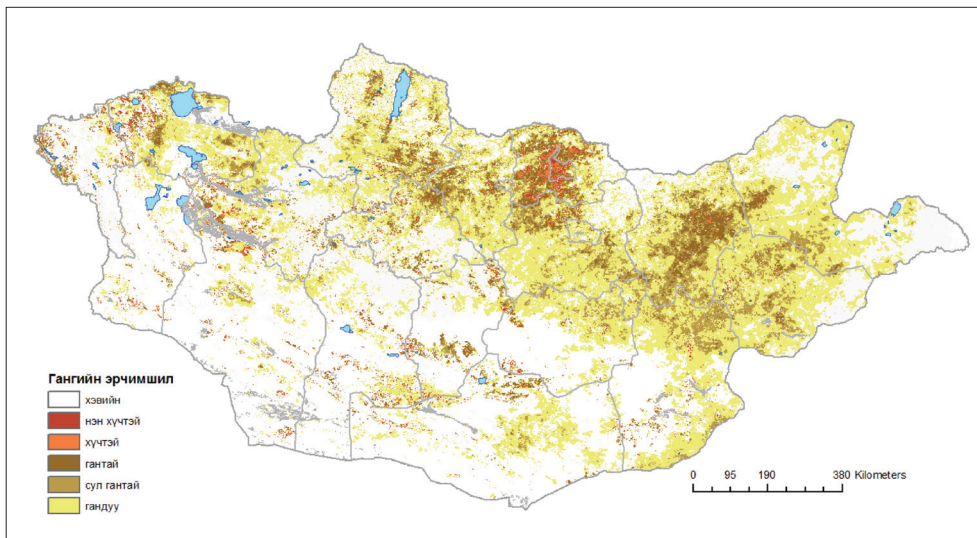 Гангийн эрчимшил
хэвийн
нэн хүчтэй
хүчтэй
гантай
сул гантай
гандуу
0 95 190 380 Kilometers